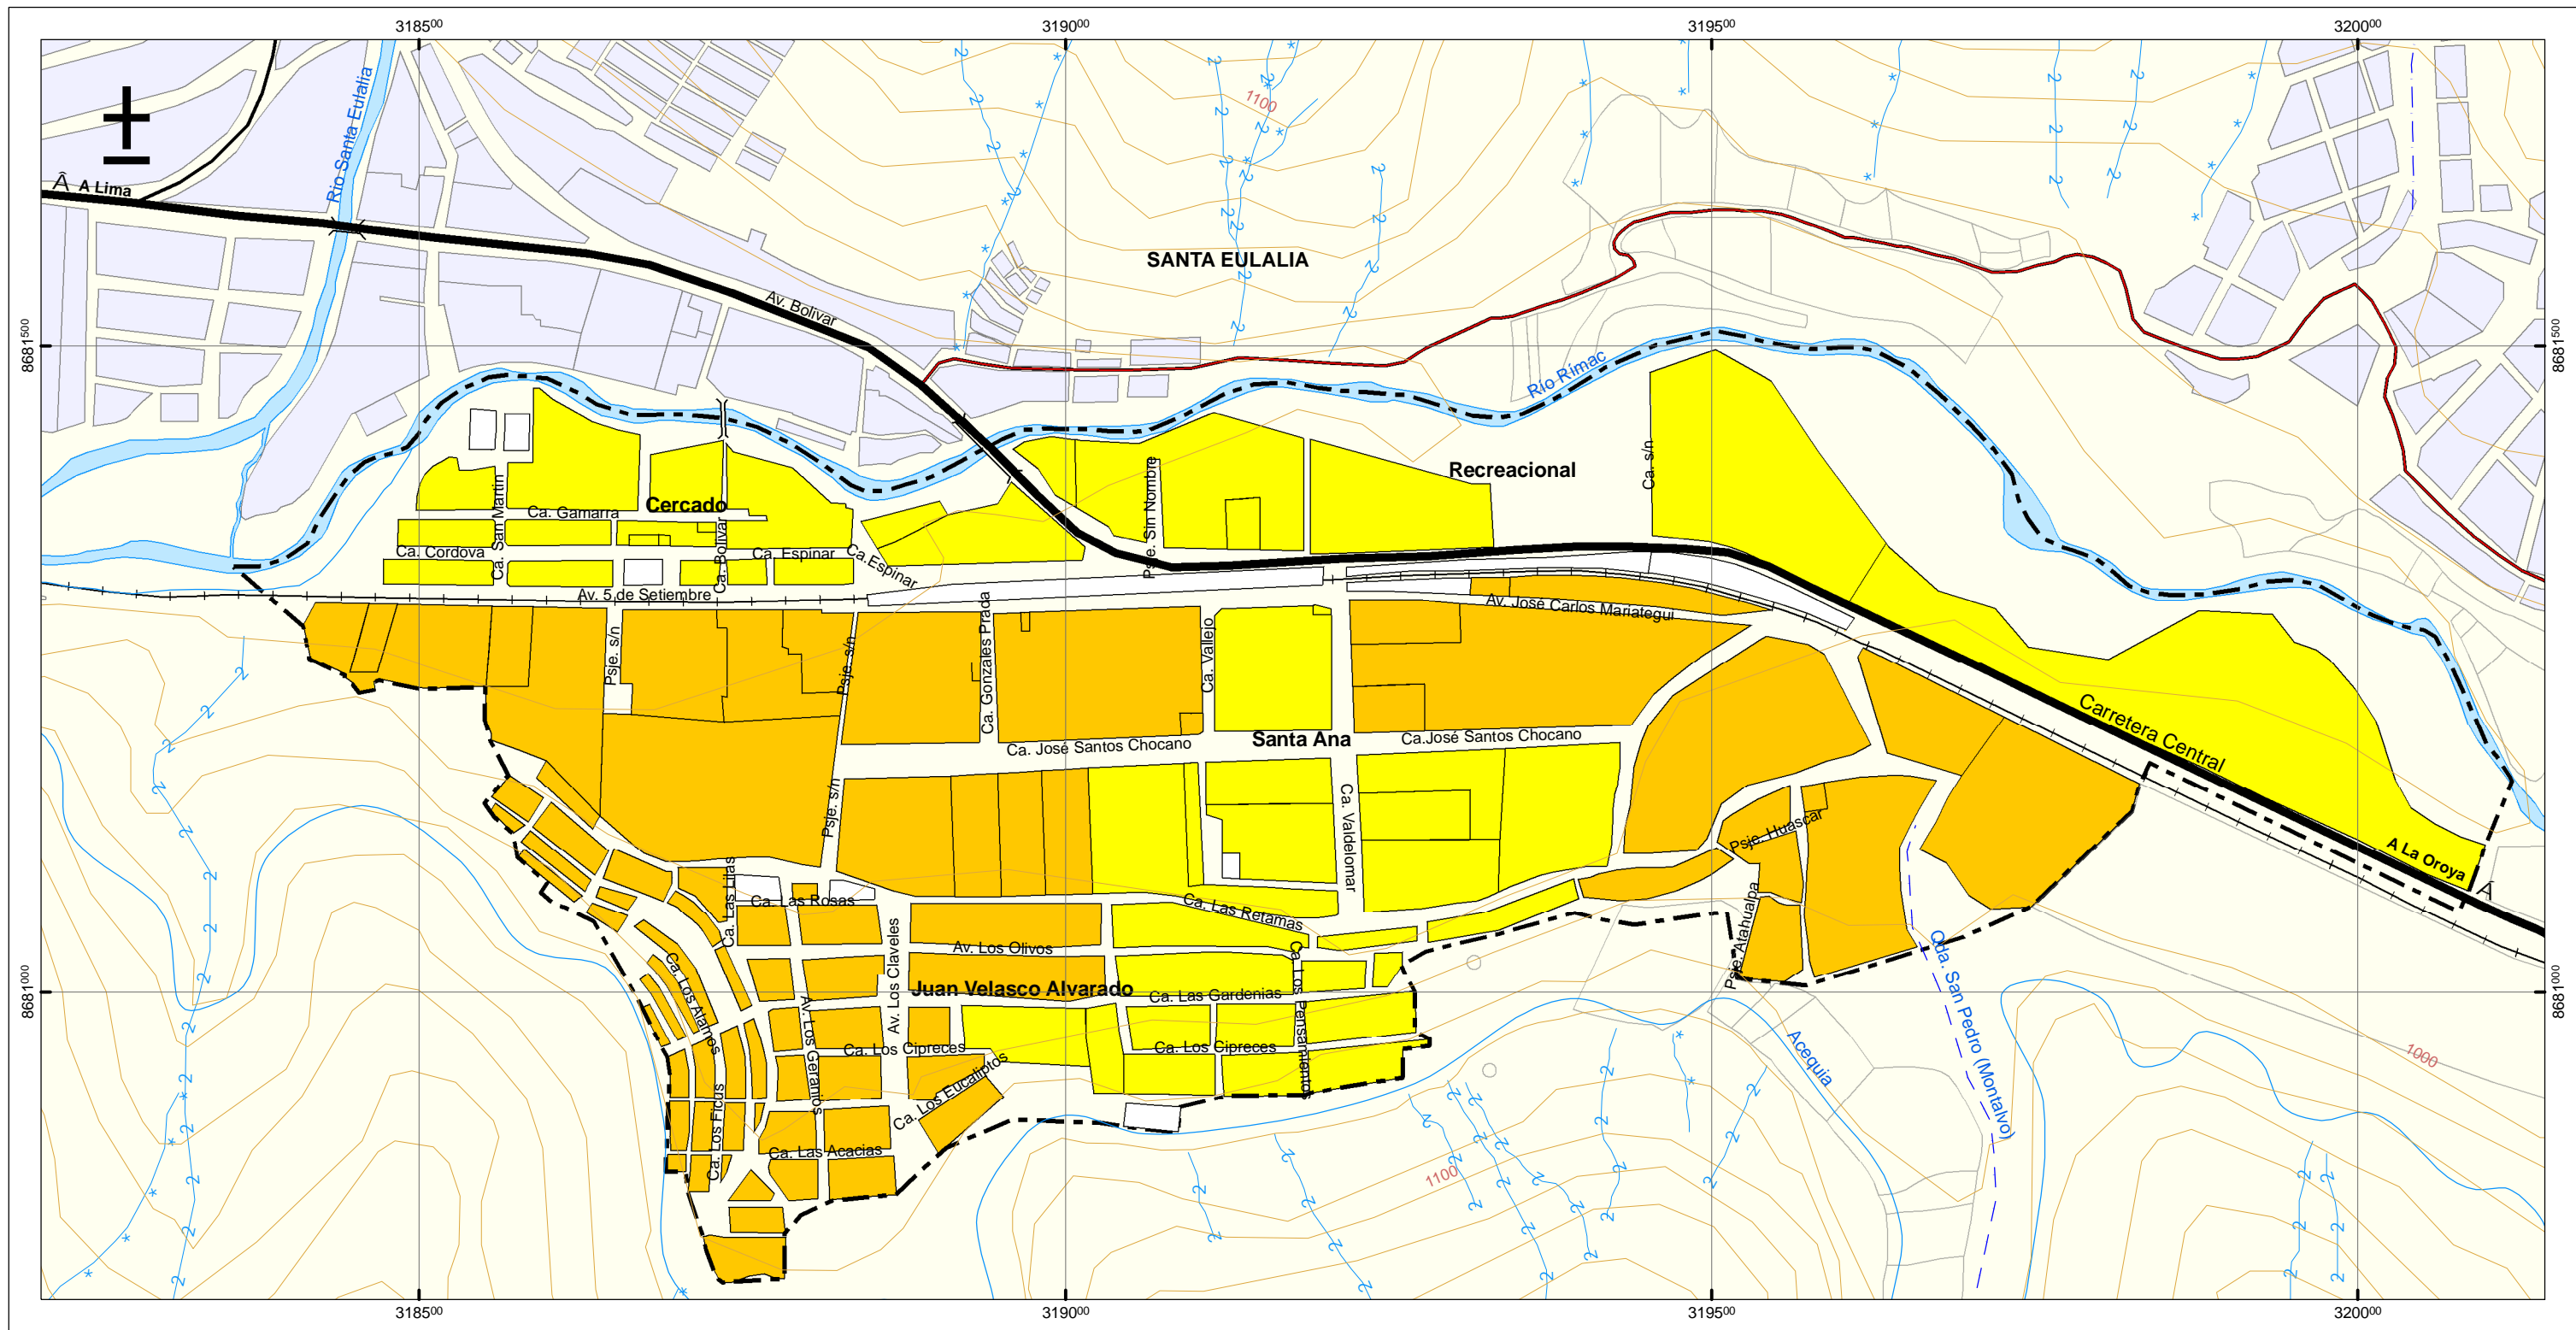 318500
319000
319500
320000
Río Santa Eulalia
1100
Â A Lima
SANTA EULALIA
Av. Bolivar
8681500
8681500
Río Rímac
Recreacional
Ca. s/n
Psje. Sin Nombre
Cercado
Ca. Gamarra
Ca. San Martin
Ca. Bolivar
Ca. Cordova
Ca. Espinar
Ca.Espinar
Av. 5 de Setiembre
Av. José Carlos Mariategui
Psje. s/n
Psje. s/n
Ca. Gonzales Prada
Ca. Vallejo
Carretera Central
Ca. José Santos Chocano
Santa Ana
Ca.José Santos Chocano
Psje. s/n
Ca. Valdelomar
Psje. Huascar
A La Oroya
Â
Ca. Las Lilas
Ca. Las Rosas
Ca. Las Retamas
Psje. Atahualpa
Av. Los Olivos
Av. Los Claveles
Ca. Los Alamos
Juan Velasco Alvarado
Ca. Las Gardenias
Ca. Los Pensamientos
Qda. San Pedro (Montalvo)
8681000
8681000
Av. Los Geranios
Ca. Los Cipreces
Ca. Los Cipreces
Acequia
1000
Ca. Los Eucaliptos
Ca. Los Ficus
Ca. Las Acacias
1100
318500
319000
319500
320000